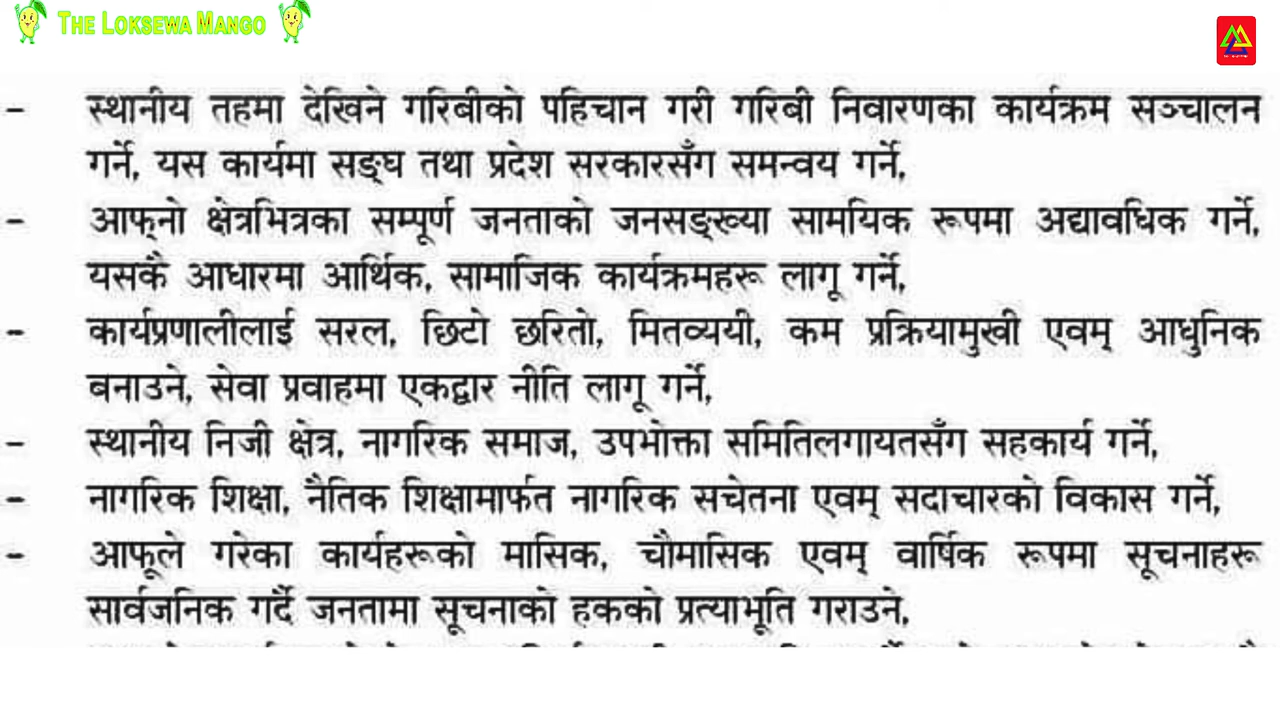 THE LOKSEWA MANGO
- स्थानीय तहमा देखिने गरिबीको पहिचान गरी गरिबी निवारणका कार्यक्रम सञ्चालन
गर्ने, यस कार्यमा सङ्घ तथा प्रदेश सरकारसँग समन्वय गर्ने,
- आफ्‌नो क्षेत्रभित्रका सम्पूर्ण जनताको जनसङ्ख्या सामयिक रूपमा अद्यावधिक गर्ने,
यसकै आधारमा आर्थिक, सामाजिक कार्यक्रमहरू लागू गर्ने,
- कार्यप्रणालीलाई सरल, छिटो छरितो, मितव्ययी, कम प्रक्रियामुखी एवम् आधुनिक
बनाउने, सेवा प्रवाहमा एकद्वार नीति लागू गर्ने,
- स्थानीय निजी क्षेत्र, नागरिक समाज, उपभोक्ता समितिलगायतसँग सहकार्य गर्ने,
- नागरिक शिक्षा, नैतिक शिक्षामार्फत नागरिक सचेतना एवम् सदाचारको विकास गर्ने,
- आफूले गरेका कार्यहरूको मासिक, चौमासिक एवम् वार्षिक रूपमा सूचनाहरू
सार्वजनिक गर्दै जनतामा सूचनाको हकको प्रत्याभूति गराउने,